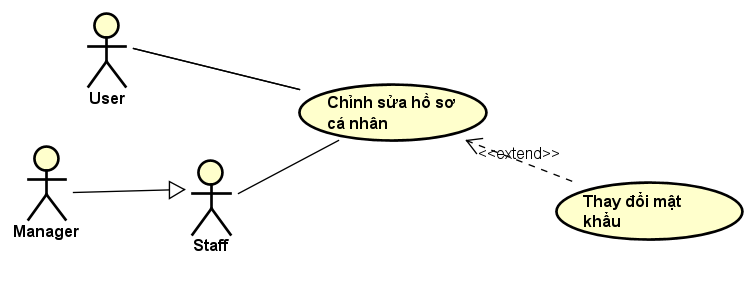 User
Chỉnh sửa hồ sơ
cá nhân
<<extend>>
Thay đổi mật
khẩu
Manager
Staff